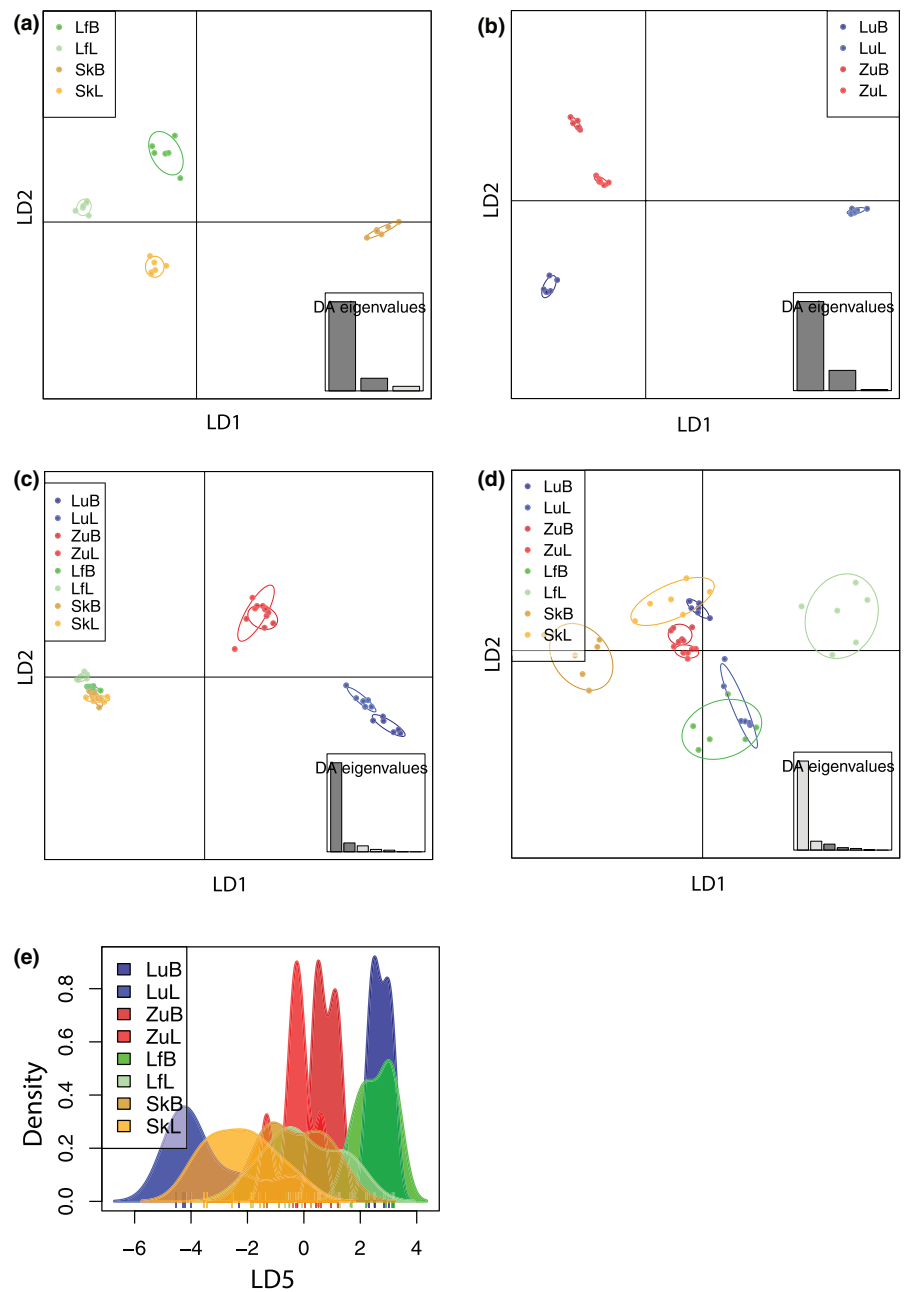 (a)
LfB
LfL
SkB
SkL
LD2
DA eigenvalues
LD1
(b)
LuB
LuL
ZuB
ZuL
LD2
DA eigenvalues
LD1
(c)
LuB
LuL
ZuB
ZuL
LfB
LfL
SkB
SkL
LD2
DA eigenvalues
LD1
(d)
LuB
LuL
ZuB
ZuL
LfB
LfL
SkB
SkL
LD2
DA eigenvalues
LD1
(e)
LuB
LuL
ZuB
ZuL
LfB
LfL
SkB
SkL
Density
0.8
0.6
0.4
0.2
0.0
−6 −4 −2 0 2 4
LD5